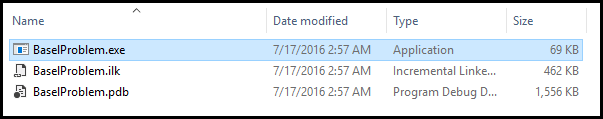 Name Date modified Type Size
BaselProblem.exe 7/17/2016 2:57 AM Application 69 KB
BaselProblem.ilk 7/17/2016 2:57 AM Incremental Linke... 462 KB
BaselProblem.pdb 7/17/2016 2:57 AM Program Debug D... 1,556 KB